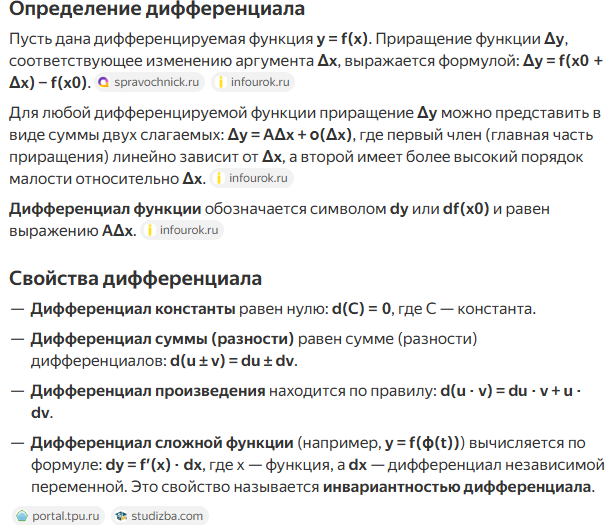 Определение дифференциала
Пусть дана дифференцируемая функция y = f(x). Приращение функции Δy,
соответствующее изменению аргумента Δx, выражается формулой: Δy = f(x0 +
Δx) − f(x0). spravochnick.ru infourok.ru
Для любой дифференцируемой функции приращение Δy можно представить в
виде суммы двух слагаемых: Δy = AΔx + o(Δx), где первый член (главная часть
приращения) линейно зависит от Δx, а второй имеет более высокий порядок
малости относительно Δx. infourok.ru
Дифференциал функции обозначается символом dy или df(x0) и равен
выражению AΔx. infourok.ru
Свойства дифференциала
— Дифференциал константы равен нулю: d(C) = 0, где C — константа.
— Дифференциал суммы (разности) равен сумме (разности)
дифференциалов: d(u ± v) = du ± dv.
— Дифференциал произведения находится по правилу: d(u · v) = du · v + u ·
dv.
— Дифференциал сложной функции (например, y = f(ϕ(t))) вычисляется по
формуле: dy = f′(x) · dx, где x — функция, а dx — дифференциал независимой
переменной. Это свойство называется инвариантностью дифференциала.
portal.tpu.ru studizba.com